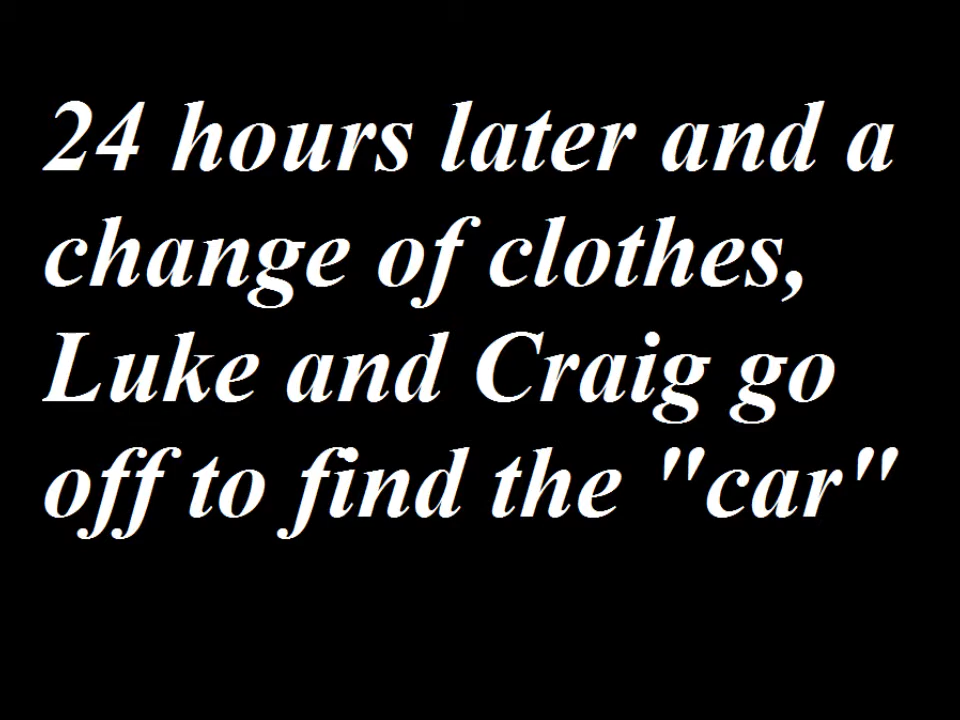 24 hours later and a
change of clothes,
Luke and Craig go
off to find the "car"